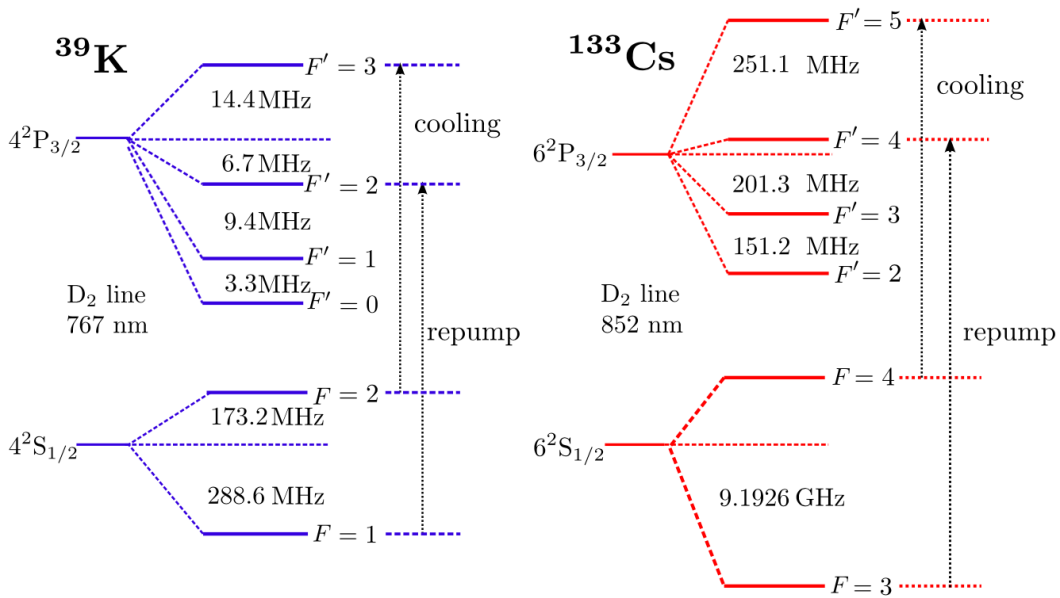 ³⁹K
F′ = 3
14.4 MHz
cooling
4²P₃/₂
6.7 MHz
F′ = 2
9.4 MHz
F′ = 1
3.3 MHz
F′ = 0
D₂ line
767 nm
repump
F = 2
173.2 MHz
4²S₁/₂
288.6 MHz
F = 1
¹³³Cs
F′ = 5
251.1 MHz
cooling
F′ = 4
6²P₃/₂
201.3 MHz
F′ = 3
151.2 MHz
F′ = 2
D₂ line
852 nm
repump
F = 4
6²S₁/₂
9.1926 GHz
F = 3